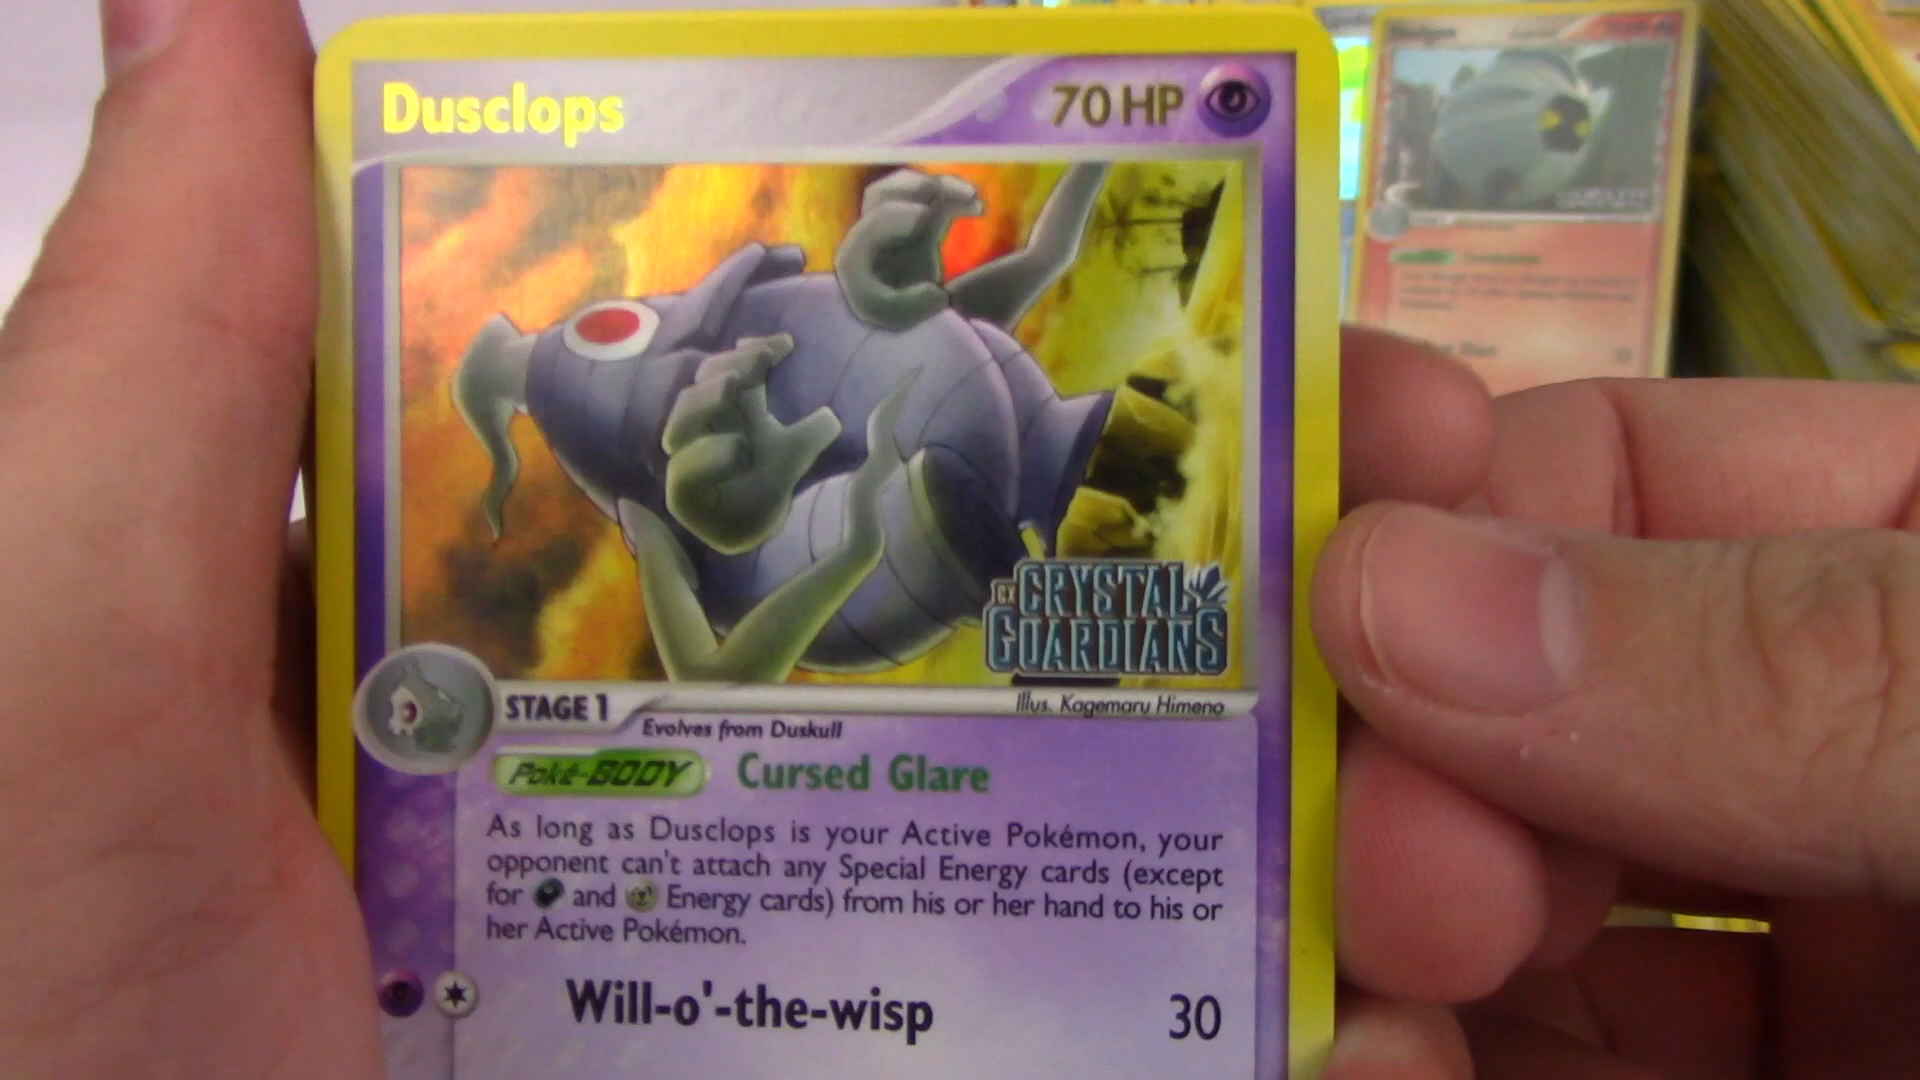 Dusclops
70 HP
EX CRYSTAL
GUARDIANS
STAGE 1
Illus. Kagemaru Himeno
Evolves from Duskull
Poké-BODY Cursed Glare
As long as Dusclops is your Active Pokémon, your
opponent can't attach any Special Energy cards (except
for and Energy cards) from his or her hand to his or
her Active Pokémon.
Will-o'-the-wisp 30